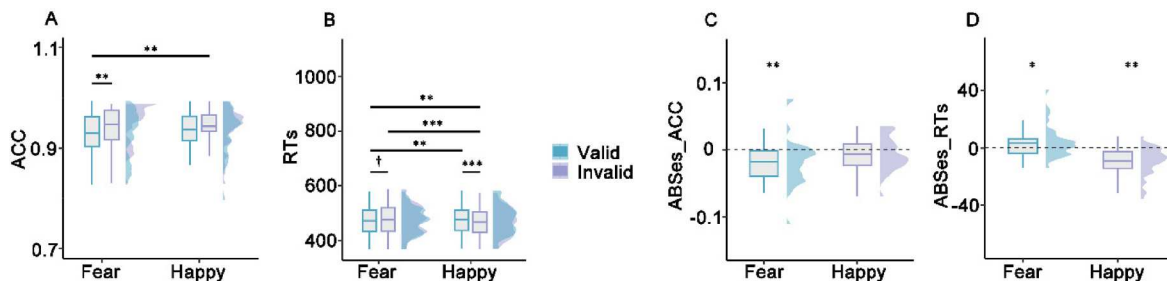 A
ACC
1.1
0.9
0.7
**
**
Fear
Happy
B
RTs
1000
800
600
400
**
***
**
†
***
Fear
Happy
Valid
Invalid
C
ABSes_ACC
0.1
0
-0.1
**
Fear
Happy
D
ABSes_RTs
40
0
-40
*
**
Fear
Happy